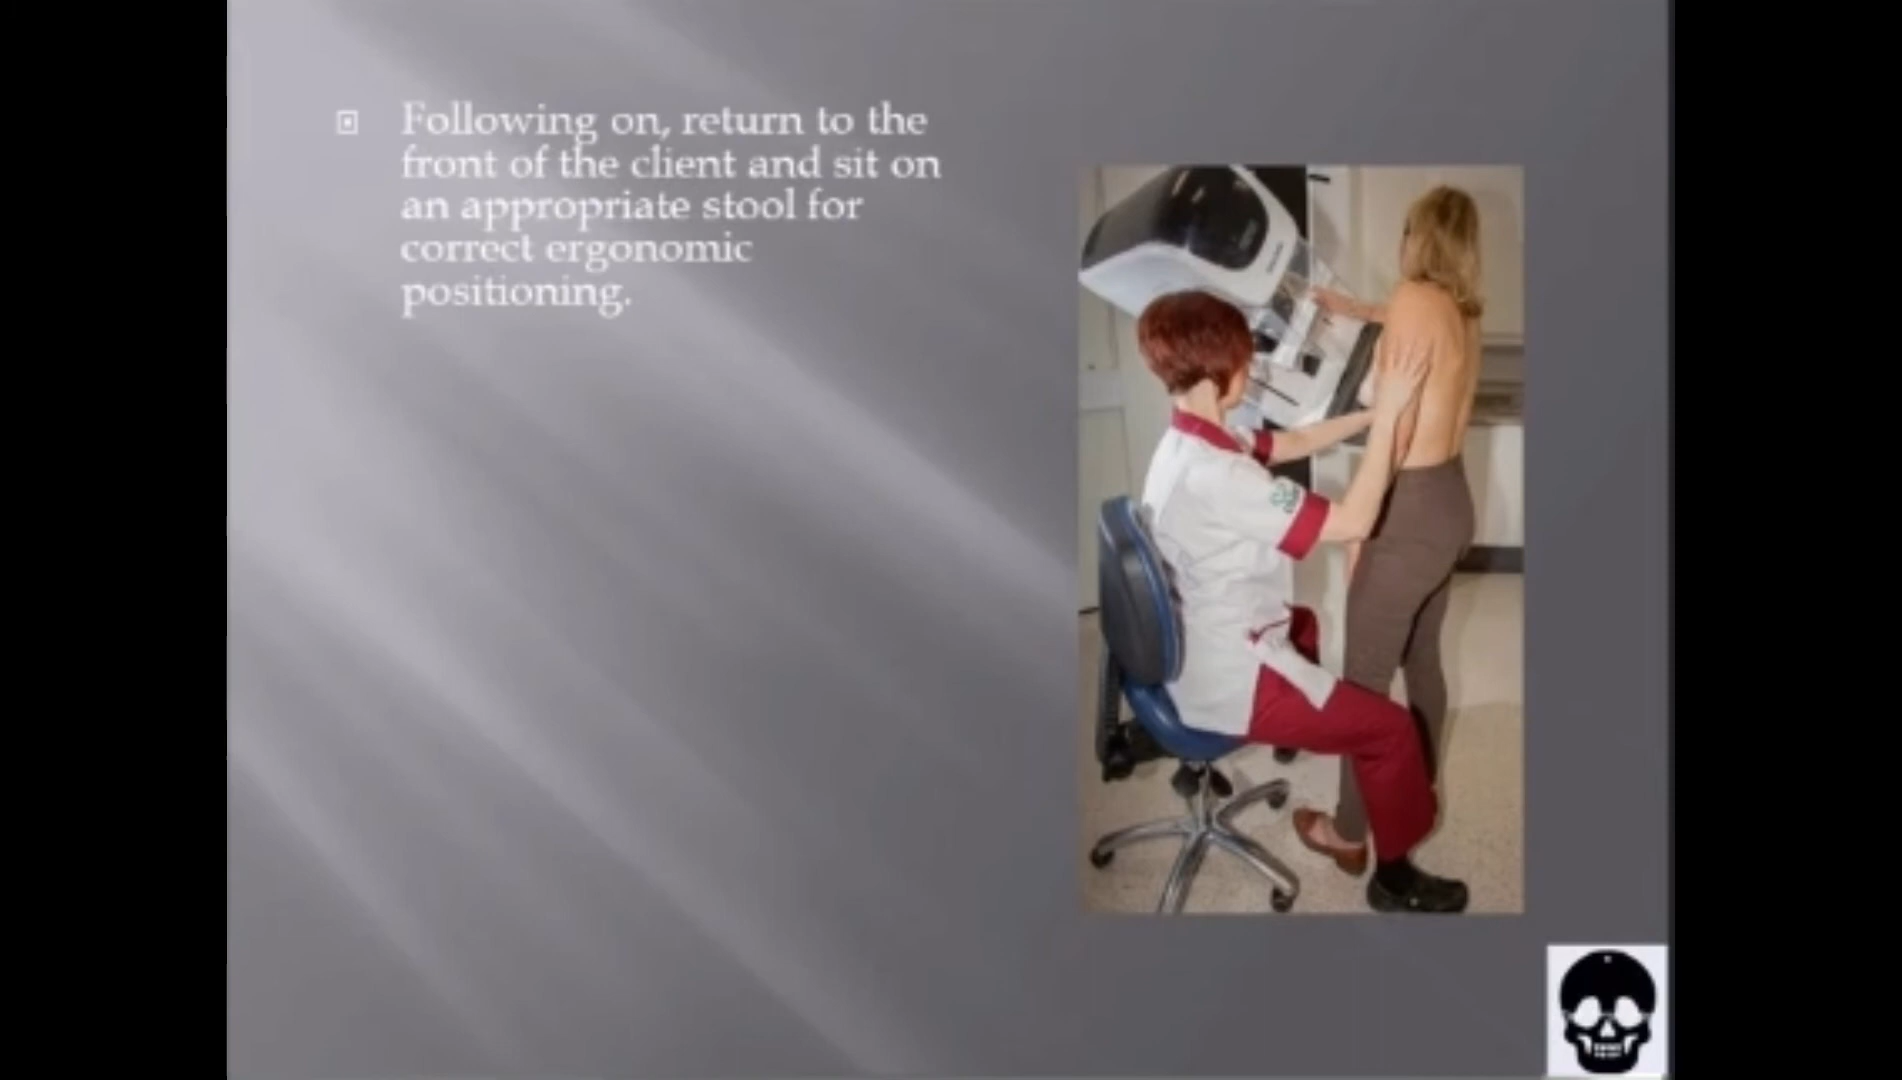 Following on, return to the
front of the client and sit on
an appropriate stool for
correct ergonomic
positioning.